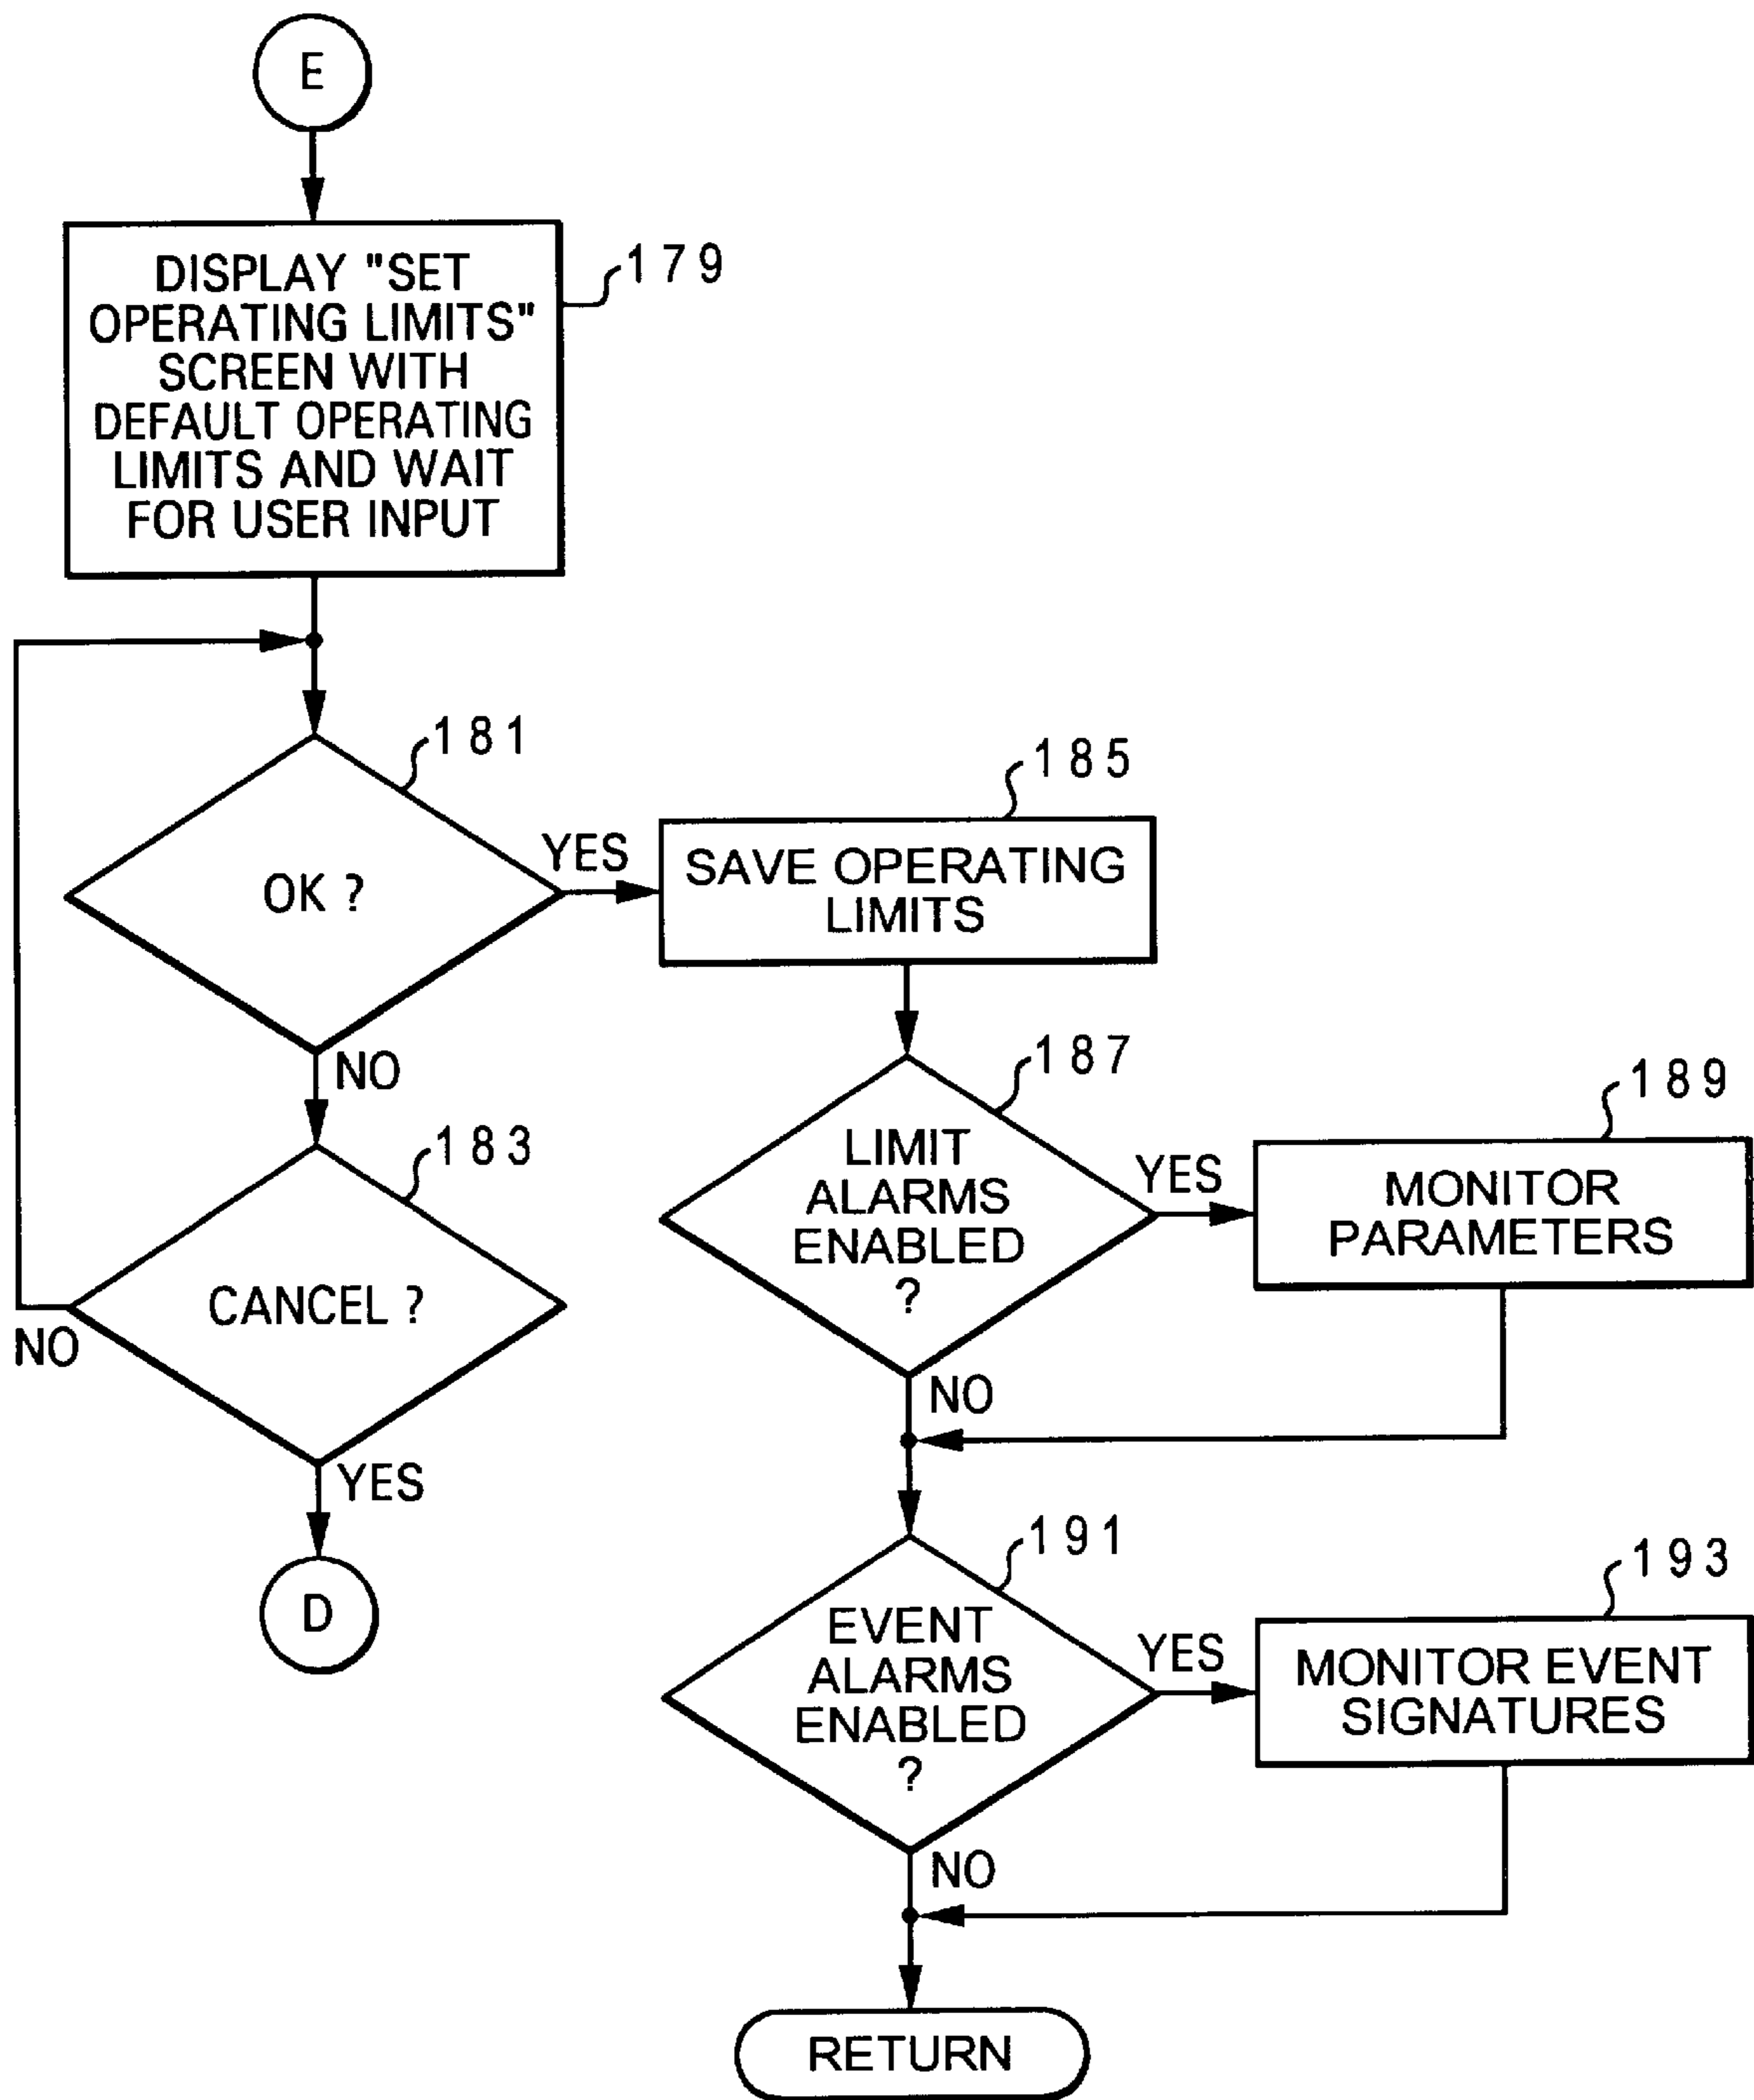 E
DISPLAY "SET
OPERATING LIMITS"
SCREEN WITH
DEFAULT OPERATING
LIMITS AND WAIT
FOR USER INPUT
179
181
OK ?
YES
NO
185
SAVE OPERATING
LIMITS
183
CANCEL ?
NO
YES
D
187
LIMIT
ALARMS
ENABLED
?
YES
NO
189
MONITOR
PARAMETERS
191
EVENT
ALARMS
ENABLED
?
YES
NO
193
MONITOR EVENT
SIGNATURES
RETURN